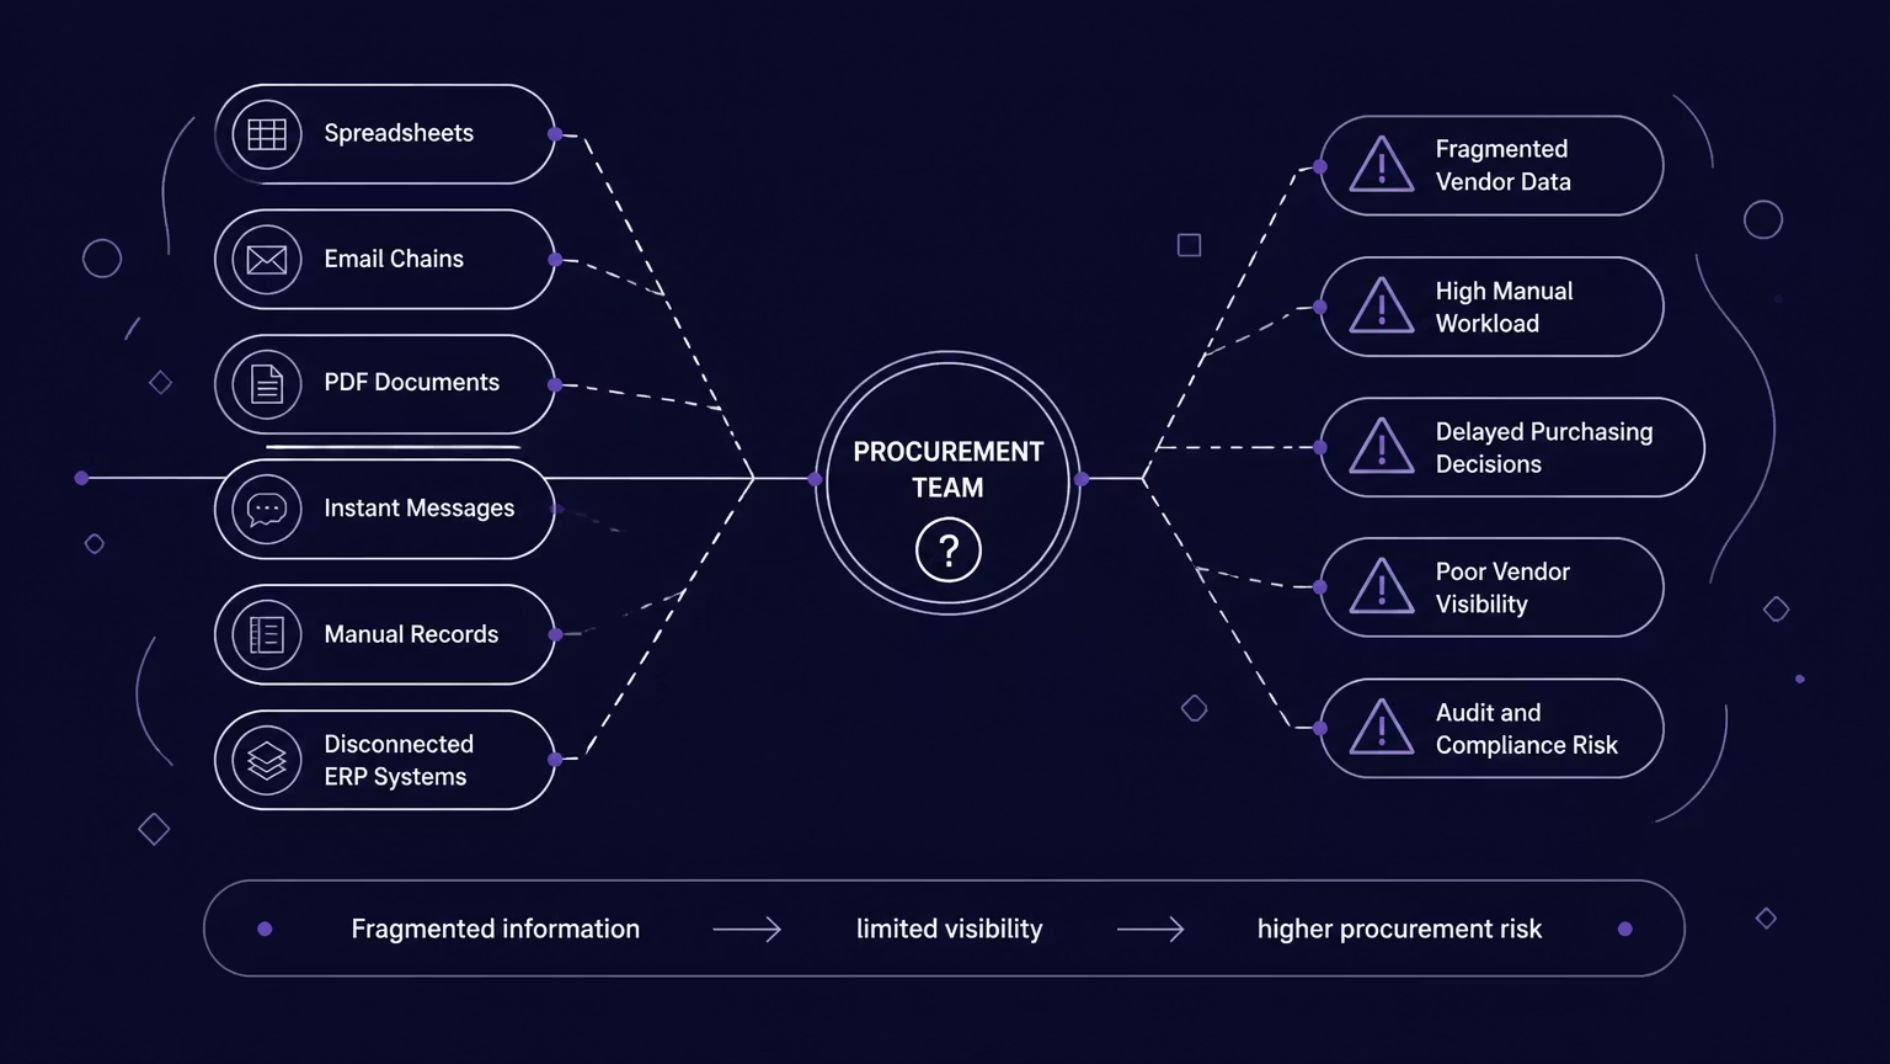 Spreadsheets
Email Chains
PDF Documents
Instant Messages
Manual Records
Disconnected
ERP Systems
PROCUREMENT
TEAM
?
Fragmented
Vendor Data
High Manual
Workload
Delayed Purchasing
Decisions
Poor Vendor
Visibility
Audit and
Compliance Risk
Fragmented information → limited visibility → higher procurement risk